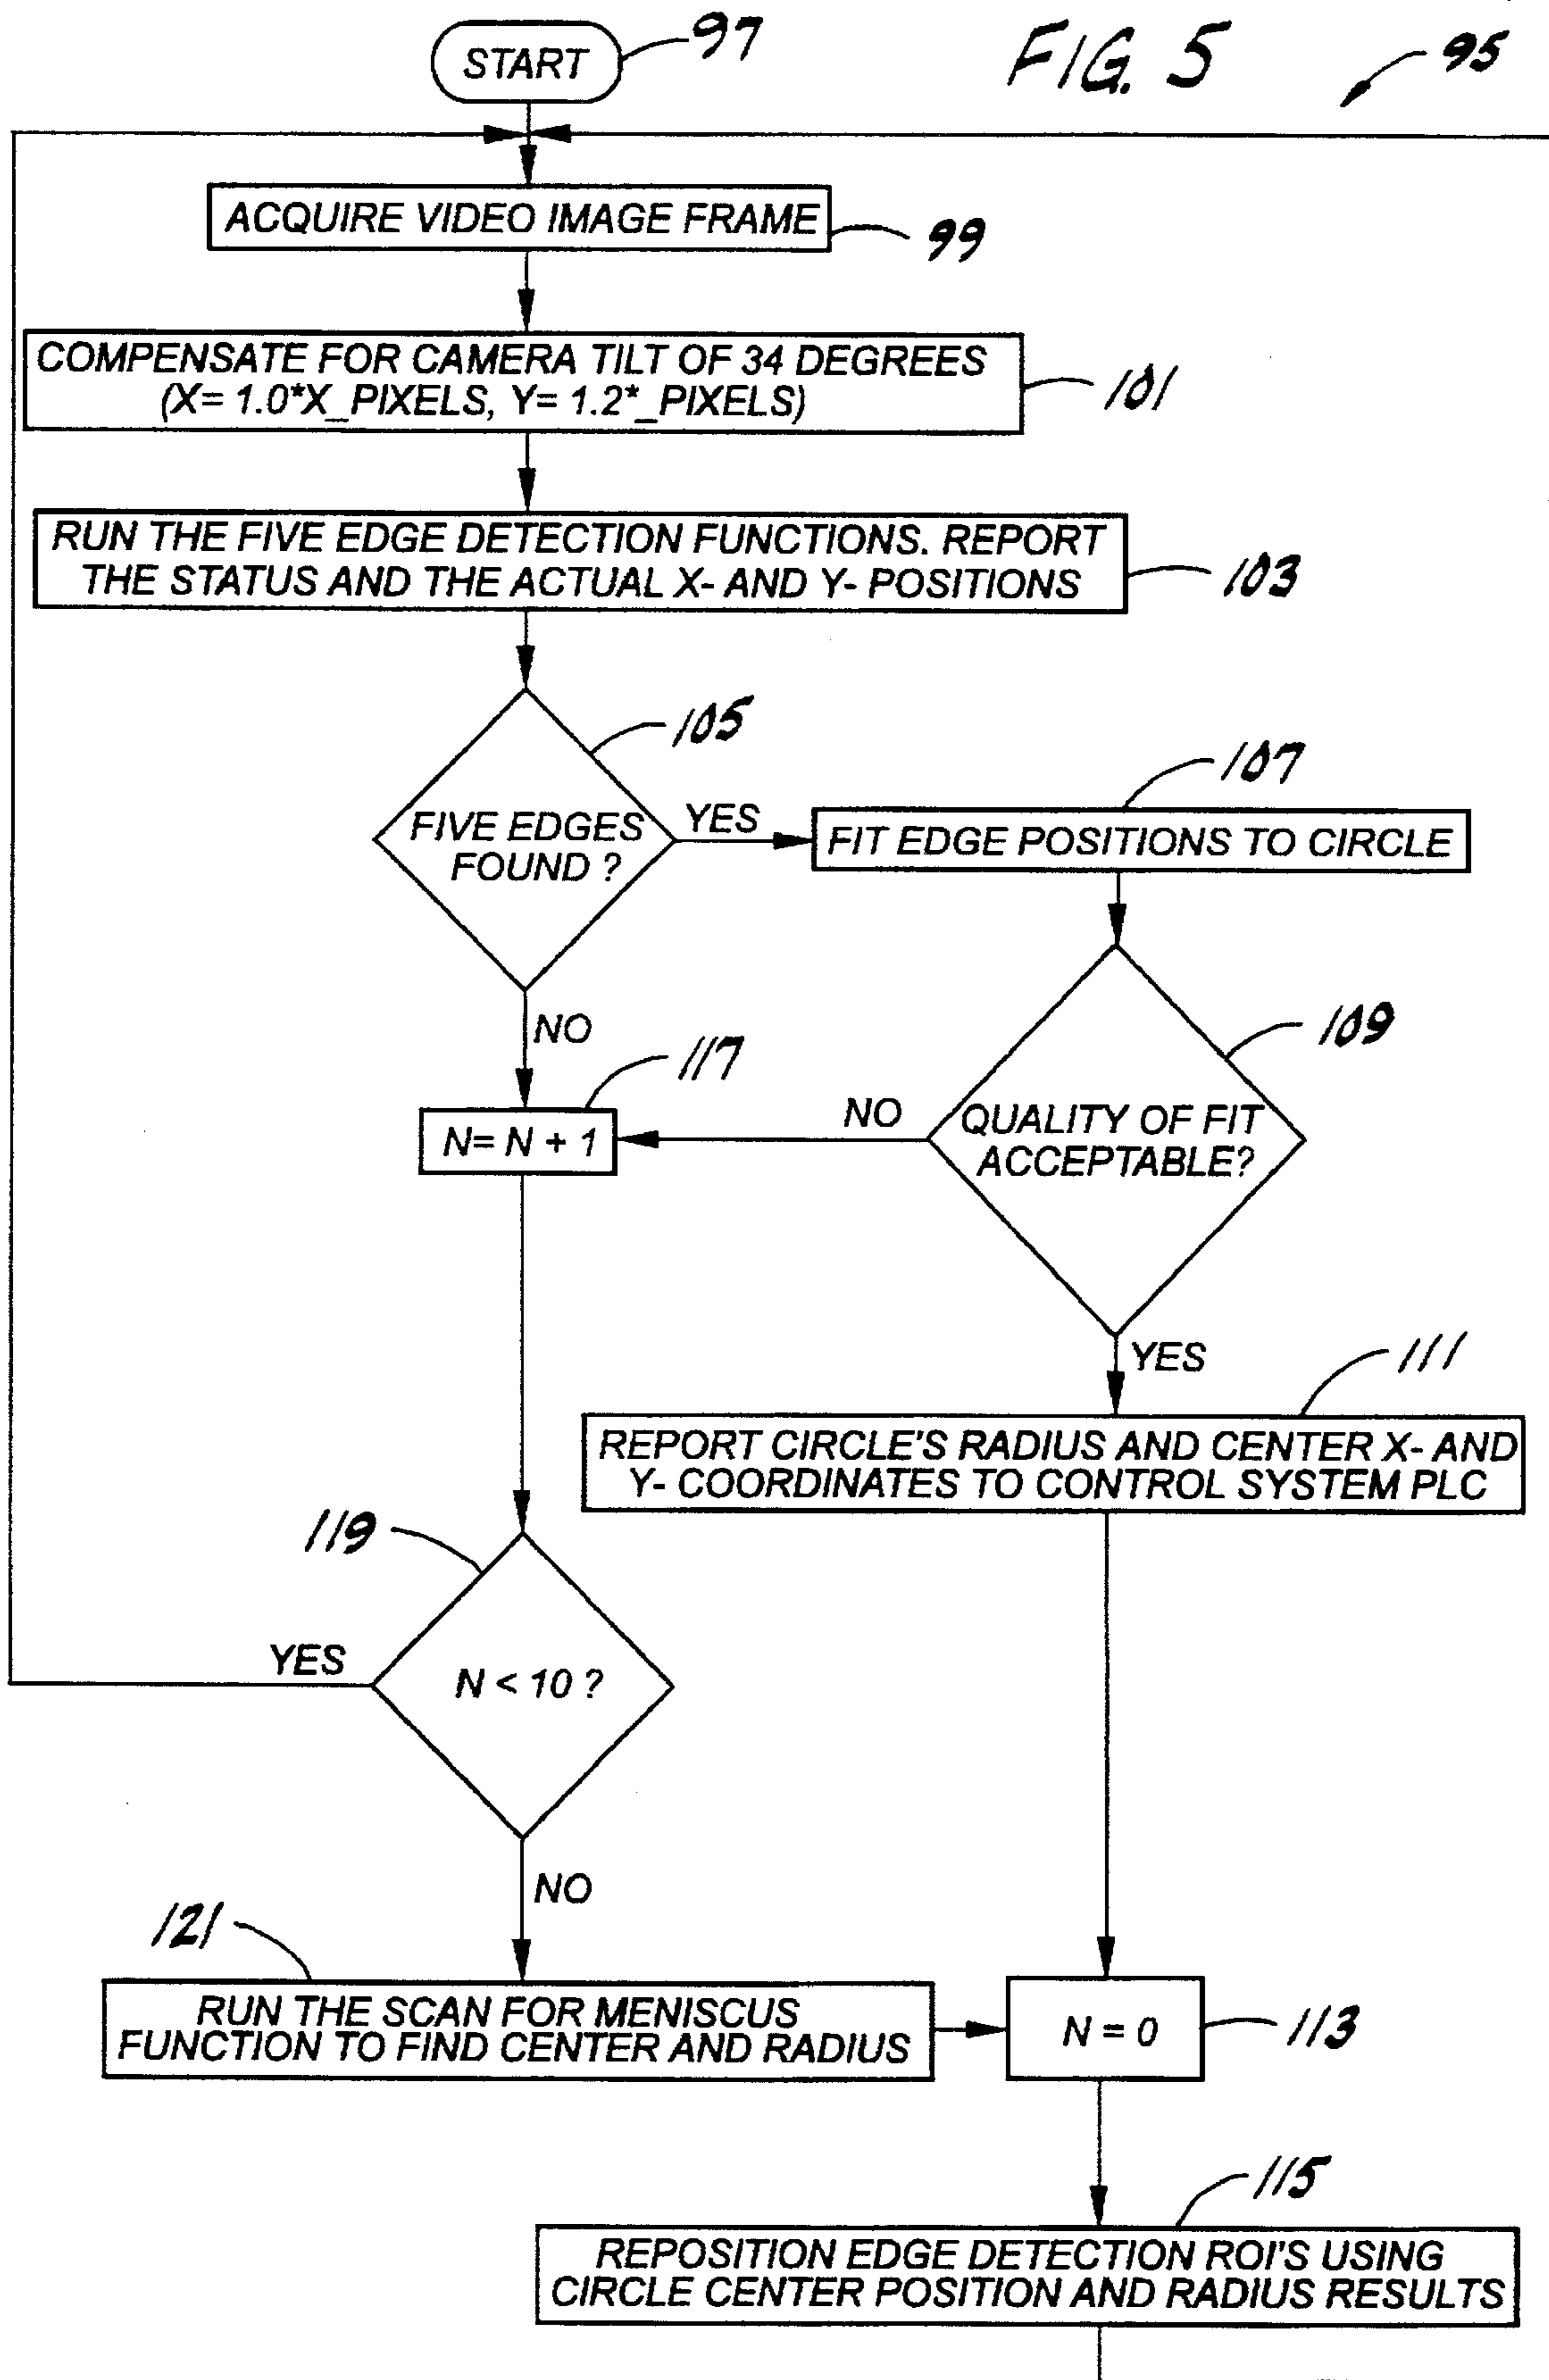 START
97
FIG. 5
95
ACQUIRE VIDEO IMAGE FRAME
99
COMPENSATE FOR CAMERA TILT OF 34 DEGREES
(X= 1.0*X_PIXELS, Y= 1.2*_PIXELS)
101
RUN THE FIVE EDGE DETECTION FUNCTIONS. REPORT
THE STATUS AND THE ACTUAL X- AND Y- POSITIONS
103
105
FIVE EDGES
FOUND ?
YES
107
FIT EDGE POSITIONS TO CIRCLE
NO
117
N= N + 1
NO
109
QUALITY OF FIT
ACCEPTABLE?
YES
111
REPORT CIRCLE'S RADIUS AND CENTER X- AND
Y- COORDINATES TO CONTROL SYSTEM PLC
119
YES
N < 10 ?
NO
121
RUN THE SCAN FOR MENISCUS
FUNCTION TO FIND CENTER AND RADIUS
N = 0
113
115
REPOSITION EDGE DETECTION ROI'S USING
CIRCLE CENTER POSITION AND RADIUS RESULTS